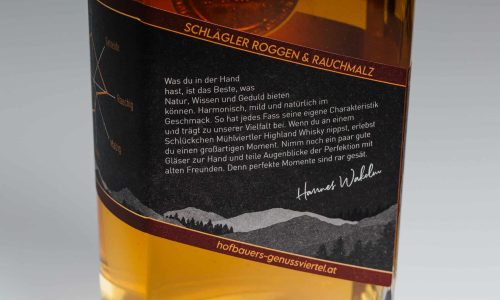 SCHLÄGLER ROGGEN & RAUCHMALZ
Was du in der Hand
hast, ist das Beste, was
Natur, Wissen und Geduld bieten
können. Harmonisch, mild und natürlich im
Geschmack. So hat jedes Fass seine eigene Charakteristik
und trägt zu unserer Vielfalt bei. Wenn du an einem
Schlückchen Mühlviertler Highland Whisky nippst, erlebst
du einen großartigen Moment. Nimm noch ein paar gute
Gläser zur Hand und teile Augenblicke der Perfektion mit
alten Freunden. Denn perfekte Momente sind rar gesät.
Hannes
hofbauers-genussviertel.at